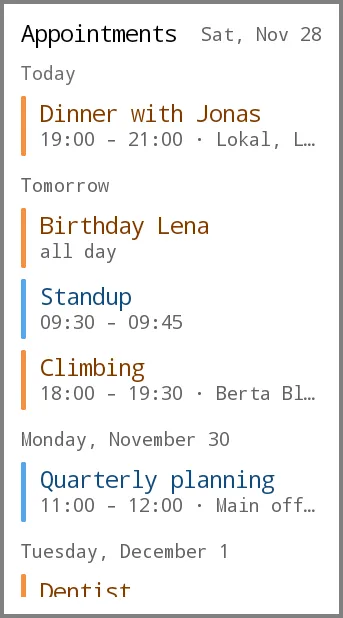 Appointments Sat, Nov 28
Today
Dinner with Jonas
19:00 – 21:00 · Lokal, L…
Tomorrow
Birthday Lena
all day
Standup
09:30 – 09:45
Climbing
18:00 – 19:30 · Berta Bl…
Monday, November 30
Quarterly planning
11:00 – 12:00 · Main off…
Tuesday, December 1
Dentist